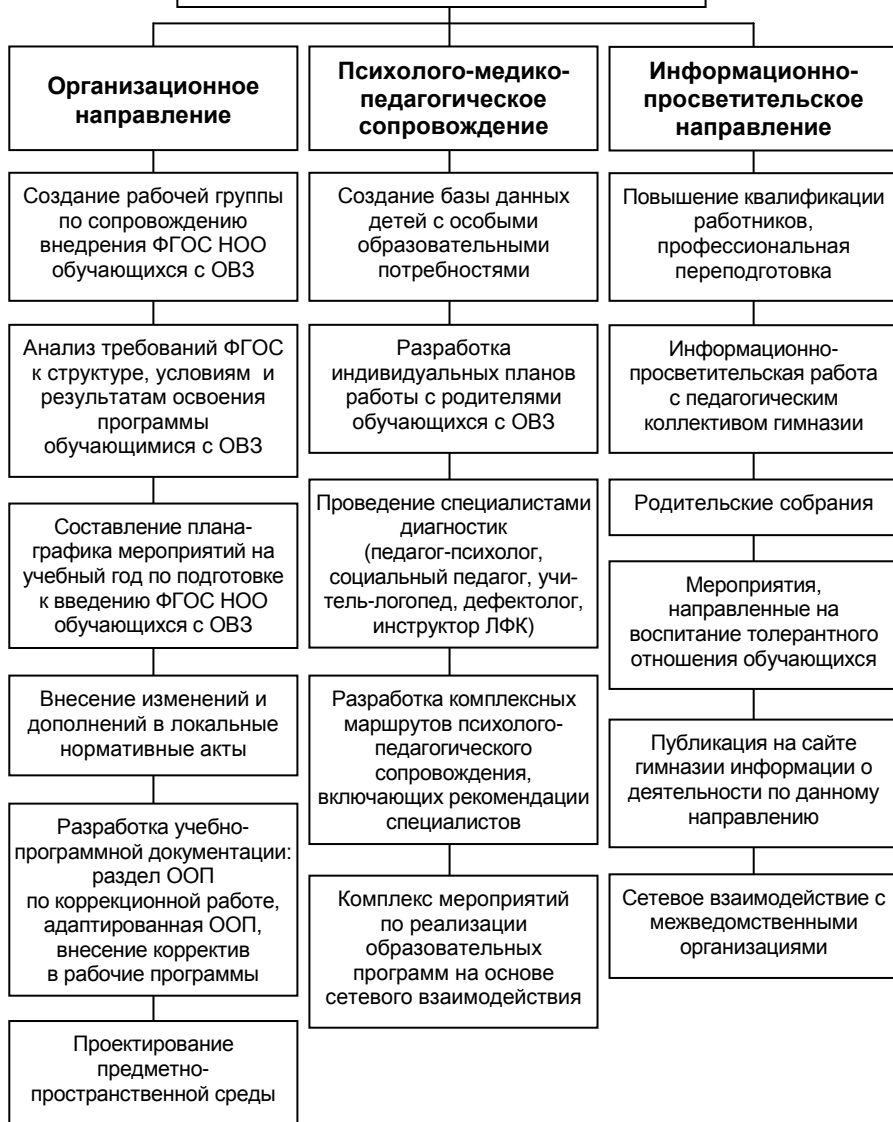 Организационное
направление
Создание рабочей группы
по сопровождению
внедрения ФГОС НОО
обучающихся с ОВЗ
Анализ требований ФГОС
к структуре, условиям и
результатам освоения
программы
обучающимися с ОВЗ
Составление плана-
графика мероприятий на
учебный год по подготовке
к введению ФГОС НОО
обучающихся с ОВЗ
Внесение изменений и
дополнений в локальные
нормативные акты
Разработка учебно-
программной документации:
раздел ООП
по коррекционной работе,
адаптированная ООП,
внесение корректив
в рабочие программы
Проектирование
предметно-
пространственной среды
Психолого-медико-
педагогическое
сопровождение
Создание базы данных
детей с особыми
образовательными
потребностями
Разработка
индивидуальных планов
работы с родителями
обучающихся с ОВЗ
Проведение специалистами
диагностик
(педагог-психолог,
социальный педагог, учи-
тель-логопед, дефектолог,
инструктор ЛФК)
Разработка комплексных
маршрутов психолого-
педагогического
сопровождения,
включающих рекомендации
специалистов
Комплекс мероприятий
по реализации
образовательных
программ на основе
сетевого взаимодействия
Информационно-
просветительское
направление
Повышение квалификации
работников,
профессиональная
переподготовка
Информационно-
просветительская работа
с педагогическим
коллективом гимназии
Родительские собрания
Мероприятия,
направленные на
воспитание толерантного
отношения обучающихся
Публикация на сайте
гимназии информации о
деятельности по данному
направлению
Сетевое взаимодействие с
межведомственными
организациями